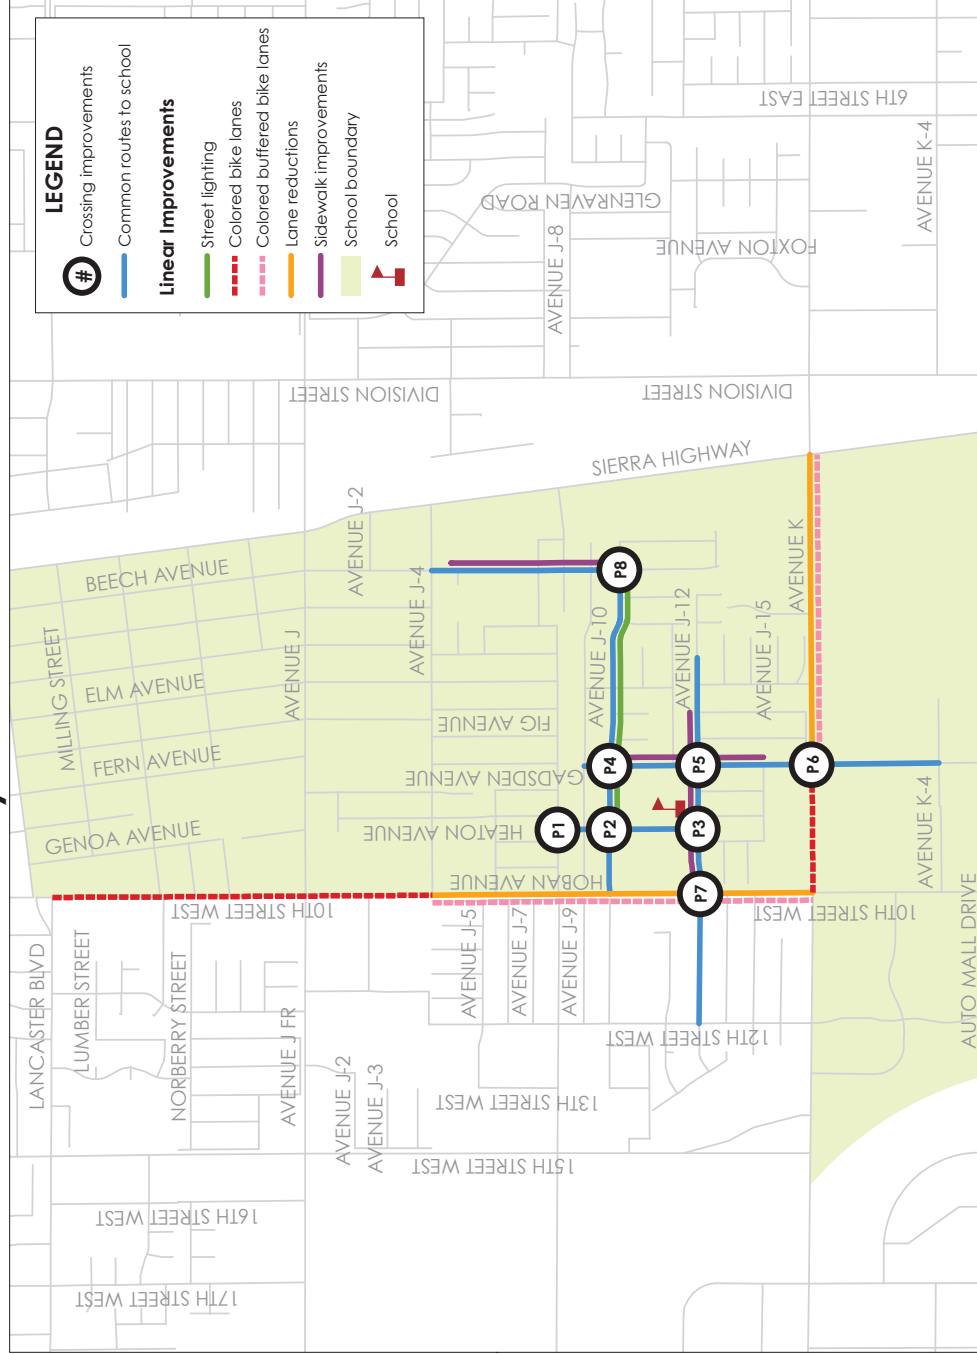 LEGEND
#
Crossing improvements
Common routes to school
Linear Improvements
Street lighting
Colored bike lanes
Colored buffered bike lanes
Lane reductions
Sidewalk improvements
School boundary
School
LANCASTER BLVD
LUMBER STREET
NORBERRY STREET
AVENUE J FR
AVENUE J-2
AVENUE J-3
17TH STREET WEST
16TH STREET WEST
15TH STREET WEST
13TH STREET WEST
12TH STREET WEST
10TH STREET WEST
10TH STREET WEST
AVENUE J-5
AVENUE J-7
AVENUE J-9
MILLING STREET
GENOA AVENUE
FERN AVENUE
ELM AVENUE
BEECH AVENUE
AVENUE J
AVENUE J-2
AVENUE J-4
HOBAN AVENUE
HEATON AVENUE
GADSDEN AVENUE
FIG AVENUE
AVENUE J-10
AVENUE J-12
AVENUE J-15
AVENUE K
AVENUE K-4
AUTO MALL DRIVE
SIERRA HIGHWAY
DIVISION STREET
DIVISION STREET
AVENUE J-8
GLENRAVEN ROAD
FOXTON AVENUE
6TH STREET EAST
AVENUE K-4
P1
P2
P3
P4
P5
P6
P7
P8